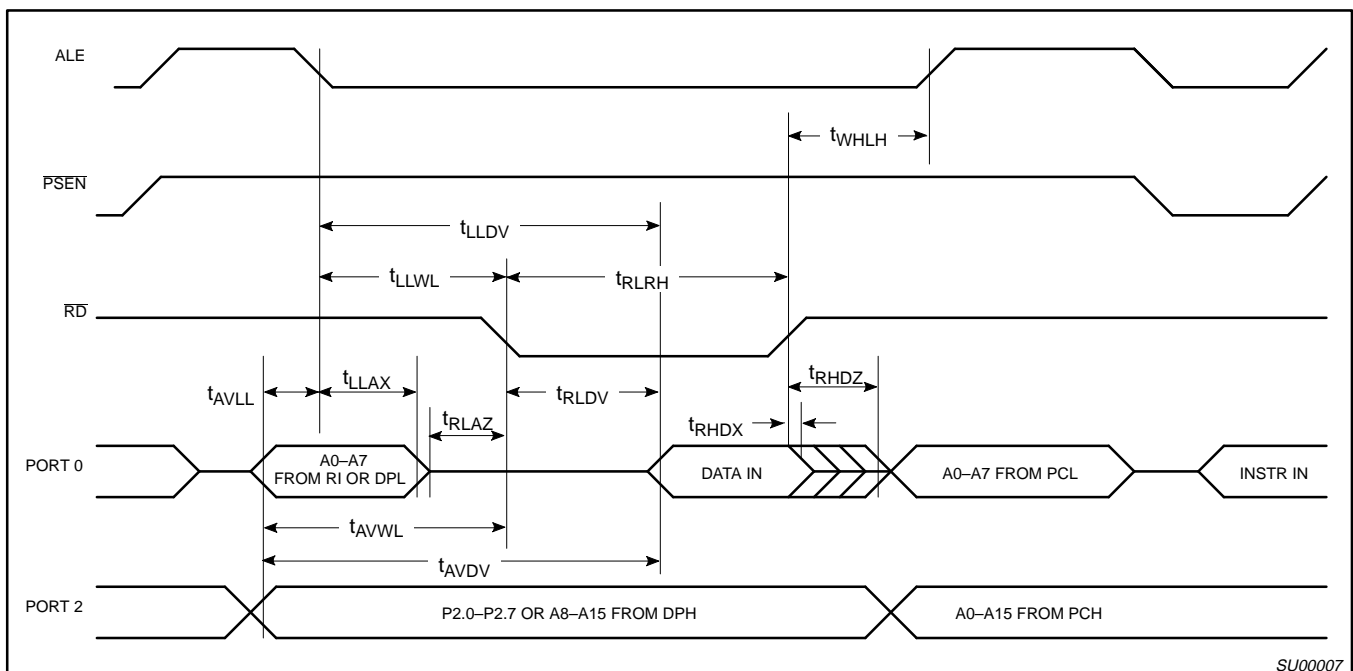 ALE
tWHLH
PSEN
tLLDV
tLLWL
tRLRH
RD
tAVLL
tLLAX
tRLDV
tRHDZ
tRLAZ
tRHDX
PORT 0
A0–A7
FROM RI OR DPL
DATA IN
A0–A7 FROM PCL
INSTR IN
tAVWL
tAVDV
PORT 2
P2.0–P2.7 OR A8–A15 FROM DPH
A0–A15 FROM PCH
SU00007